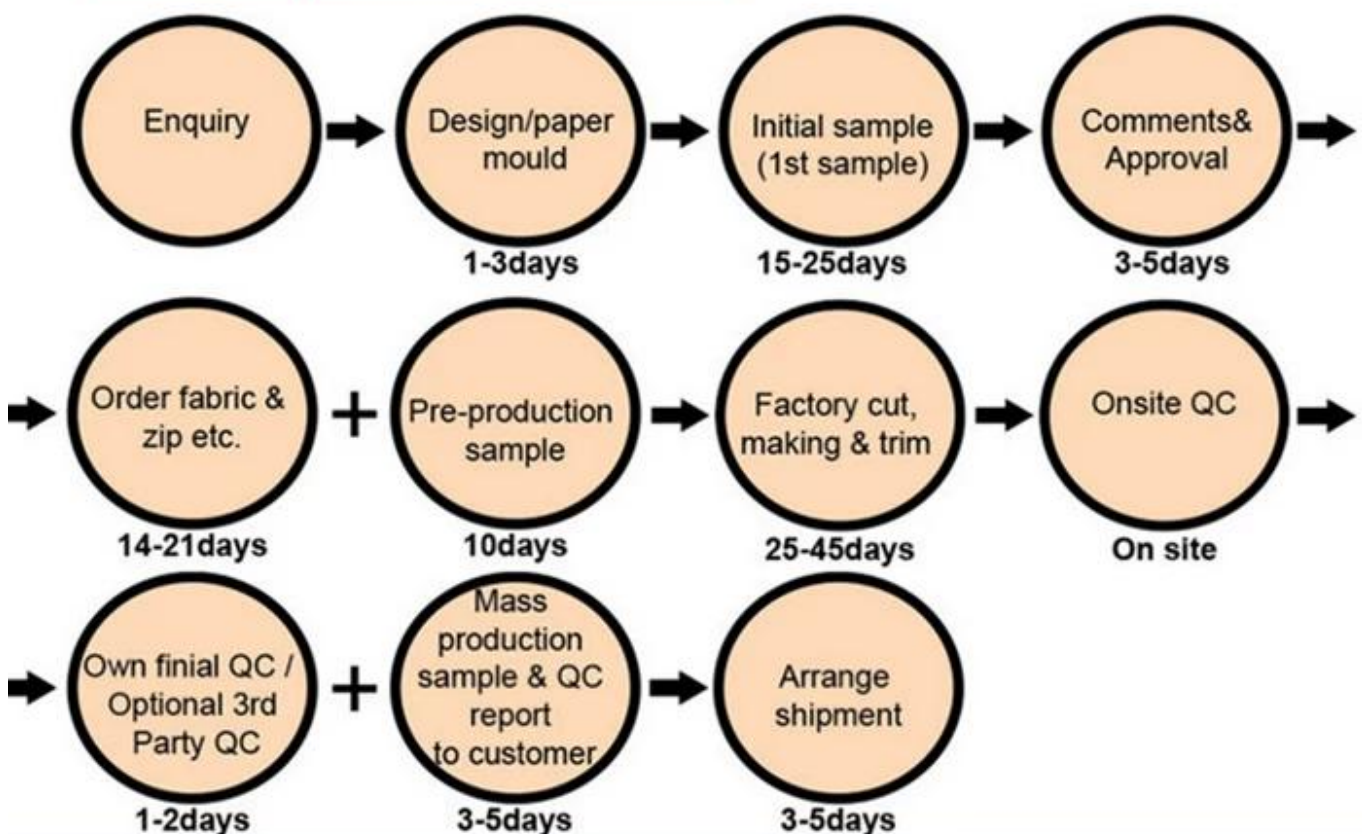 Enquiry
Design/paper
mould
1-3days
Initial sample
(1st sample)
15-25days
Comments&
Approval
3-5days
Order fabric &
zip etc.
14-21days
+
Pre-production
sample
10days
Factory cut,
making & trim
25-45days
Onsite QC
On site
Own finial QC /
Optional 3rd
Party QC
1-2days
+
Mass
production
sample & QC
report
to customer
3-5days
Arrange
shipment
3-5days